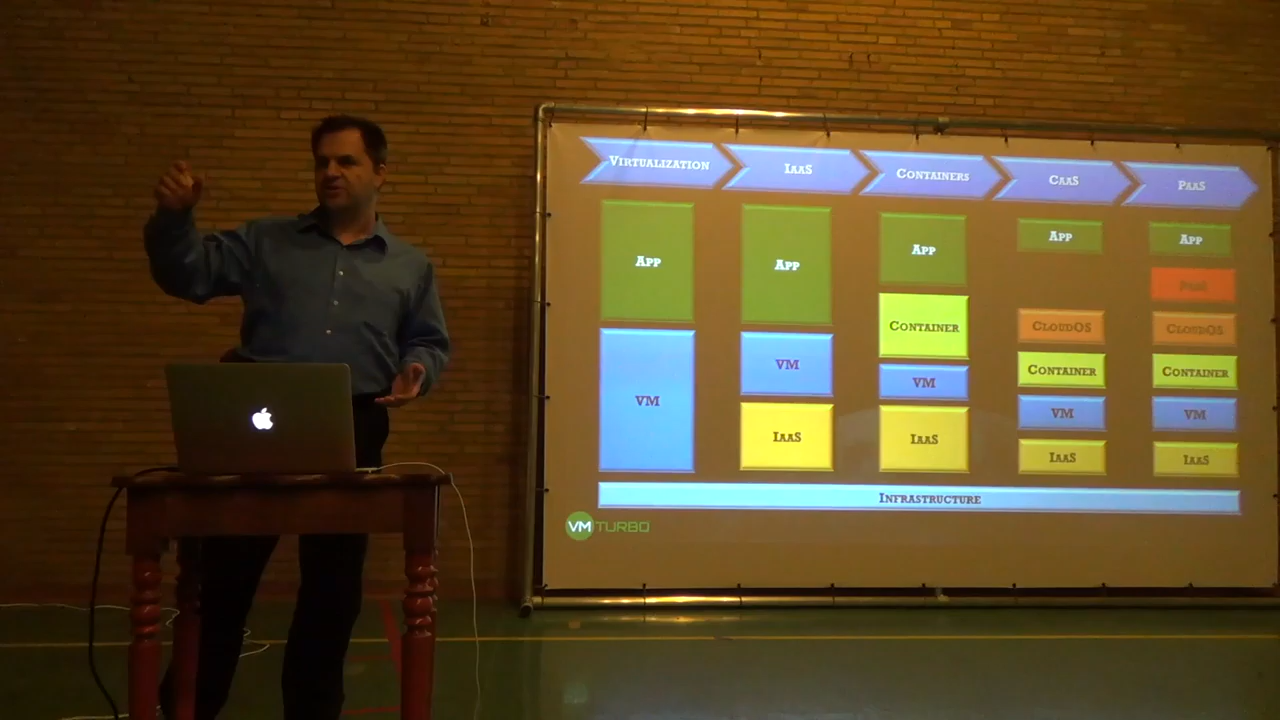 VIRTUALIZATION
IAAS
CONTAINERS
CAAS
PAAS
APP
VM
APP
VM
IAAS
APP
CONTAINER
VM
IAAS
APP
CLOUDOS
CONTAINER
VM
IAAS
APP
PAAS
CLOUDOS
CONTAINER
VM
IAAS
INFRASTRUCTURE
VMTURBO